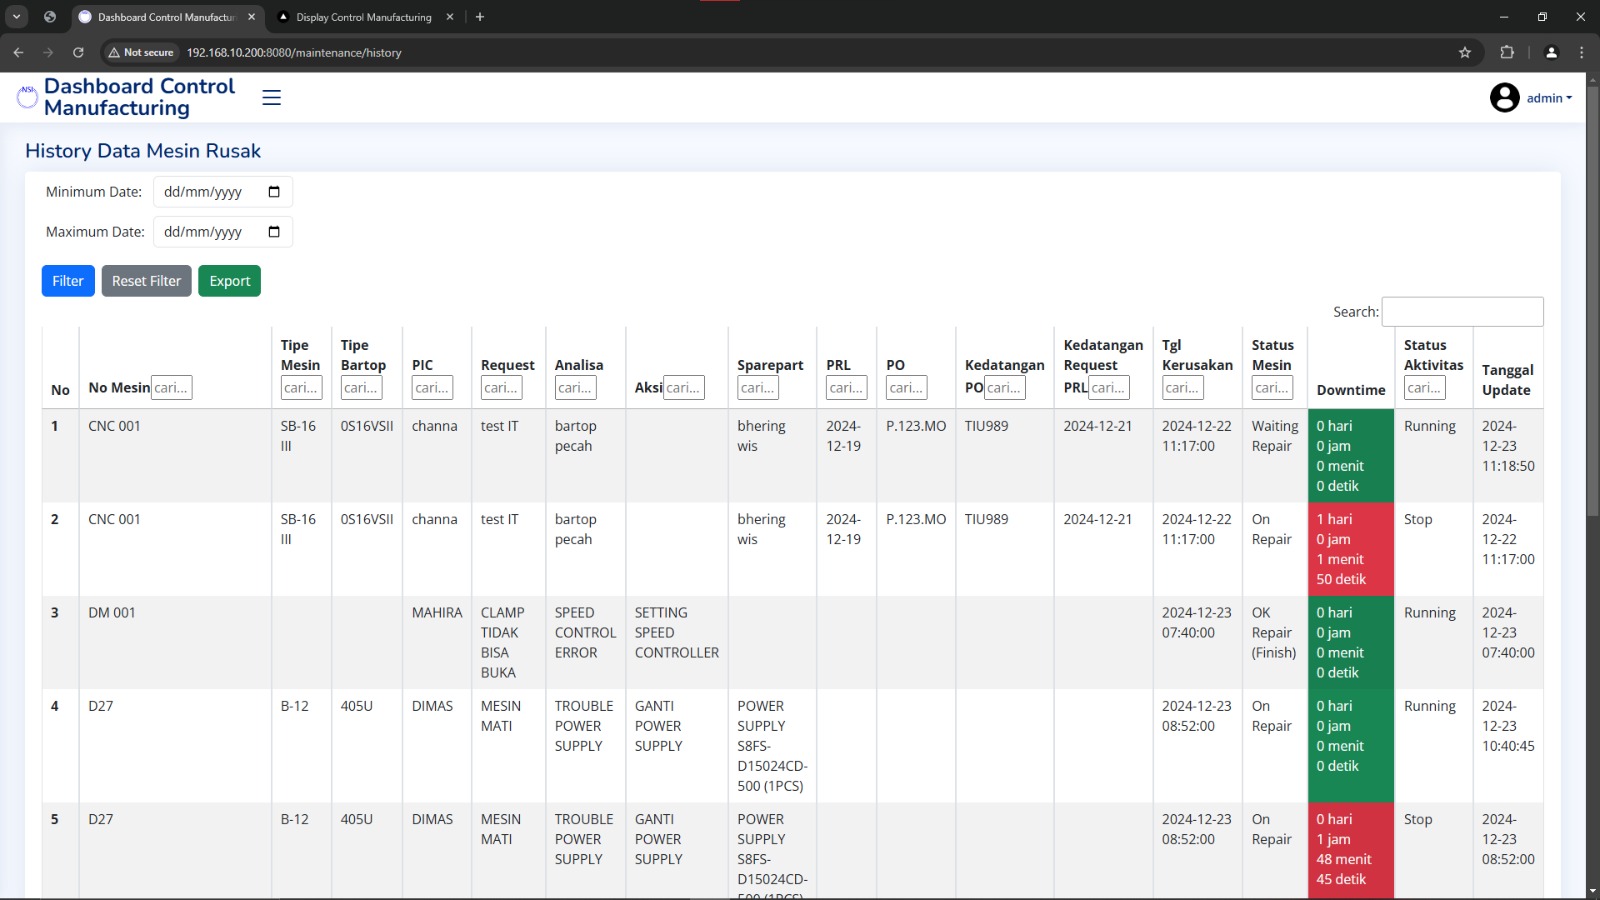 Dashboard Control Manufactur
Display Control Manufacturing
Not secure
192.168.10.200:8080/maintenance/history
NSI
Dashboard Control
Manufacturing
admin
History Data Mesin Rusak
Minimum Date: dd/mm/yyyy
Maximum Date: dd/mm/yyyy
Filter Reset Filter Export
Search:
No
No Mesin cari...
Tipe
Mesin
cari...
Tipe
Bartop
cari...
PIC
cari...
Request
cari...
Analisa
cari...
Aksi cari...
Sparepart
cari...
PRL
cari...
PO
cari...
Kedatangan
PO cari...
Kedatangan
Request
PRL cari...
Tgl
Kerusakan
cari...
Status
Mesin
cari...
Downtime
Status
Aktivitas
cari...
Tanggal
Update
1
CNC 001
SB-16
III
0S16VSII
channa
test IT
bartop
pecah
bhering
wis
2024-
12-19
P.123.MO
TIU989
2024-12-21
2024-12-22
11:17:00
Waiting
Repair
0 hari
0 jam
0 menit
0 detik
Running
2024-
12-23
11:18:50
2
CNC 001
SB-16
III
0S16VSII
channa
test IT
bartop
pecah
bhering
wis
2024-
12-19
P.123.MO
TIU989
2024-12-21
2024-12-22
11:17:00
On
Repair
1 hari
0 jam
1 menit
50 detik
Stop
2024-
12-22
11:17:00
3
DM 001
MAHIRA
CLAMP
TIDAK
BISA
BUKA
SPEED
CONTROL
ERROR
SETTING
SPEED
CONTROLLER
2024-12-23
07:40:00
OK
Repair
(Finish)
0 hari
0 jam
0 menit
0 detik
Running
2024-
12-23
07:40:00
4
D27
B-12
405U
DIMAS
MESIN
MATI
TROUBLE
POWER
SUPPLY
GANTI
POWER
SUPPLY
POWER
SUPPLY
S8FS-
D15024CD-
500 (1PCS)
2024-12-23
08:52:00
On
Repair
0 hari
0 jam
0 menit
0 detik
Running
2024-
12-23
10:40:45
5
D27
B-12
405U
DIMAS
MESIN
MATI
TROUBLE
POWER
SUPPLY
GANTI
POWER
SUPPLY
POWER
SUPPLY
S8FS-
D15024CD-
500 (1PCS)
2024-12-23
08:52:00
On
Repair
0 hari
1 jam
48 menit
45 detik
Stop
2024-
12-23
08:52:00